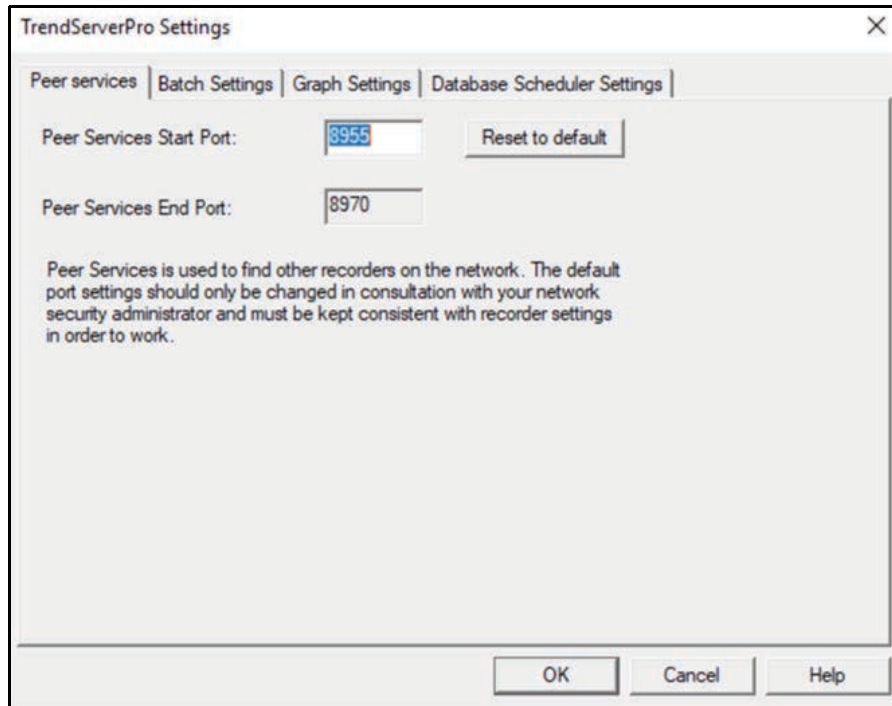 TrendServerPro Settings
Peer services Batch Settings Graph Settings Database Scheduler Settings
Peer Services Start Port: 8955 Reset to default
Peer Services End Port: 8970
Peer Services is used to find other recorders on the network. The default
port settings should only be changed in consultation with your network
security administrator and must be kept consistent with recorder settings
in order to work.
OK Cancel Help